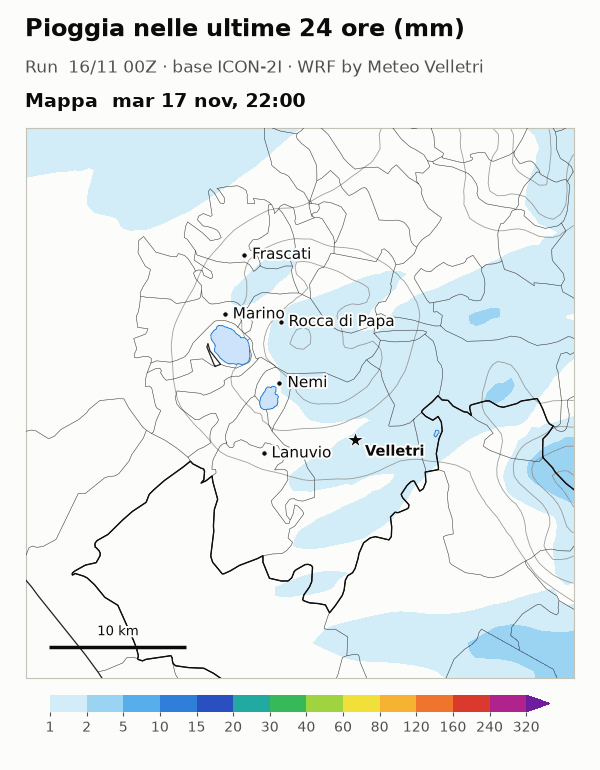 Pioggia nelle ultime 24 ore (mm)
Run  16/11 00Z · base ICON-2I · WRF by Meteo Velletri
Mappa  mar 17 nov, 22:00
Frascati
Marino
Rocca di Papa
Nemi
Velletri
Lanuvio
10 km
1 2 5 10 15 20 30 40 60 80 120 160 240 320